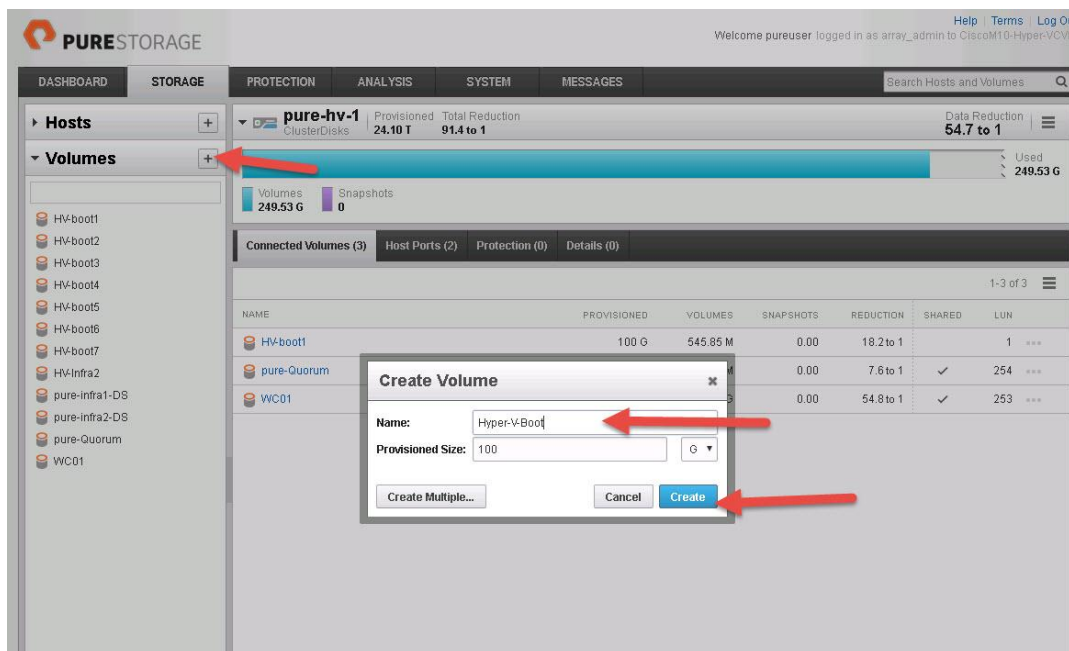 Help Terms Log O
PURESTORAGE
Welcome pureuser logged in as array_admin to CiscoM10-Hyper-VCV
DASHBOARD STORAGE PROTECTION ANALYSIS SYSTEM MESSAGES Search Hosts and Volumes
Hosts
pure-hv-1
ClusterDisks
Provisioned
24.10 T
Total Reduction
91.4 to 1
Data Reduction
54.7 to 1
Volumes
Used
249.53 G
Volumes
249.53 G
Snapshots
0
HV-boot1
HV-boot2
HV-boot3
HV-boot4
HV-boot5
HV-boot6
HV-boot7
HV-Infra2
pure-infra1-DS
pure-infra2-DS
pure-Quorum
WC01
Connected Volumes (3) Host Ports (2) Protection (0) Details (0)
1-3 of 3
NAME PROVISIONED VOLUMES SNAPSHOTS REDUCTION SHARED LUN
HV-boot1 100 G 545.85 M 0.00 18.2 to 1 1
pure-Quorum 0.00 7.6 to 1 254
WC01 0.00 54.8 to 1 253
Create Volume
Name: Hyper-V-Boot
Provisioned Size: 100 G
Create Multiple... Cancel Create